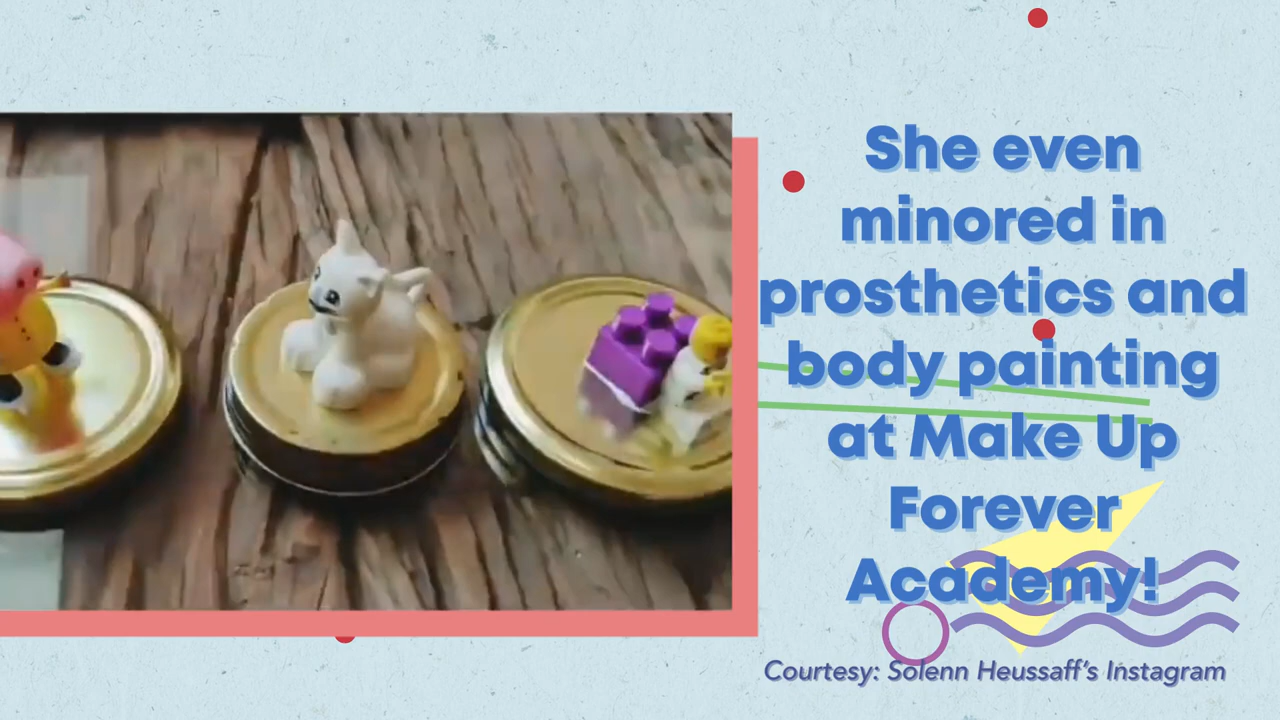 She even
minored in
prosthetics and
body painting
at Make Up
Forever
Academy!
Courtesy: Solenn Heussaff's Instagram